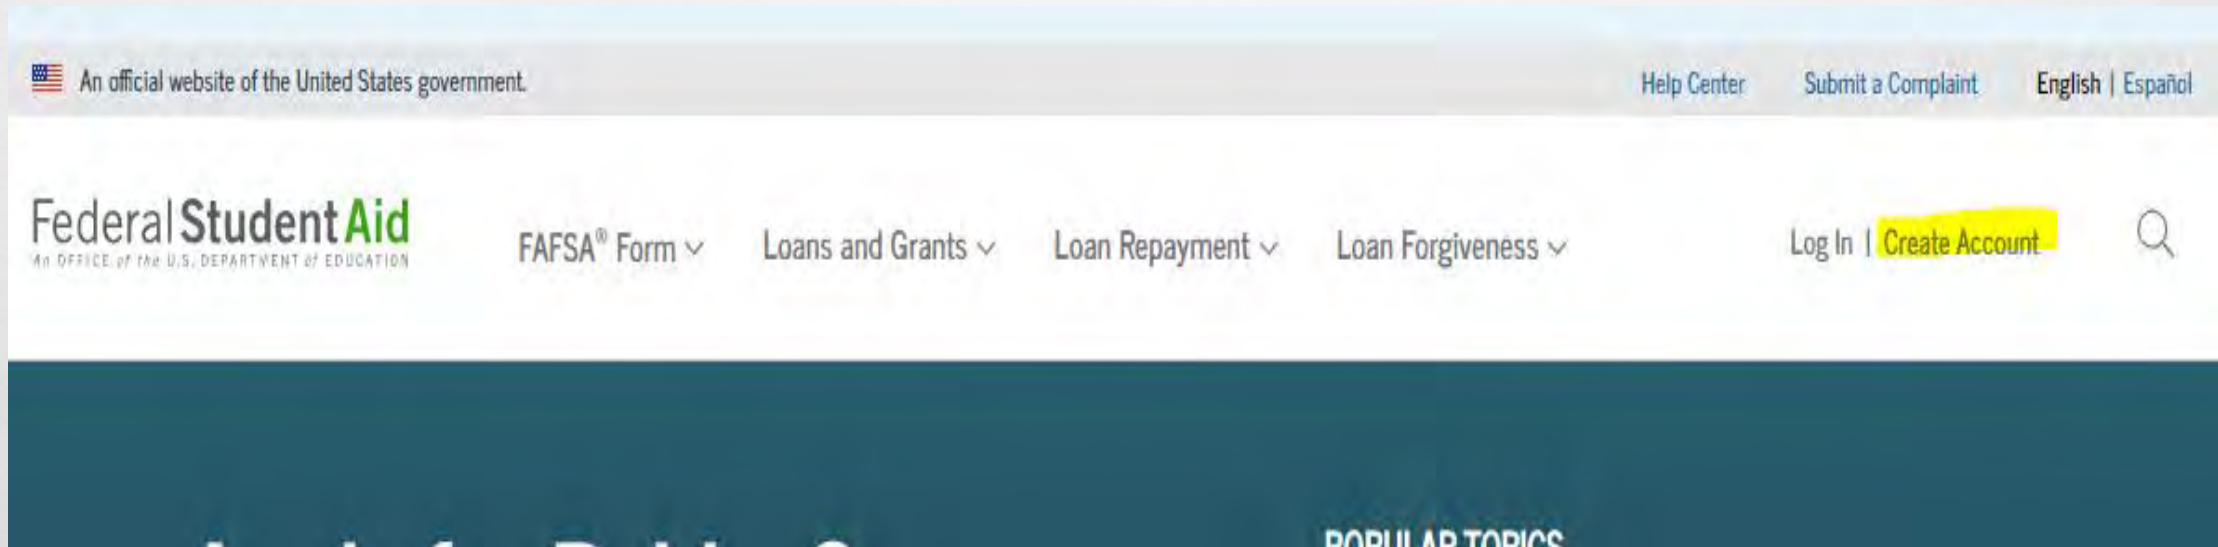 An official website of the United States government.
Help Center Submit a Complaint English | Español
Federal Student Aid
An OFFICE of the U.S. DEPARTMENT of EDUCATION
FAFSA® Form Loans and Grants Loan Repayment Loan Forgiveness
Log In | Create Account
POPULAR TOPICS